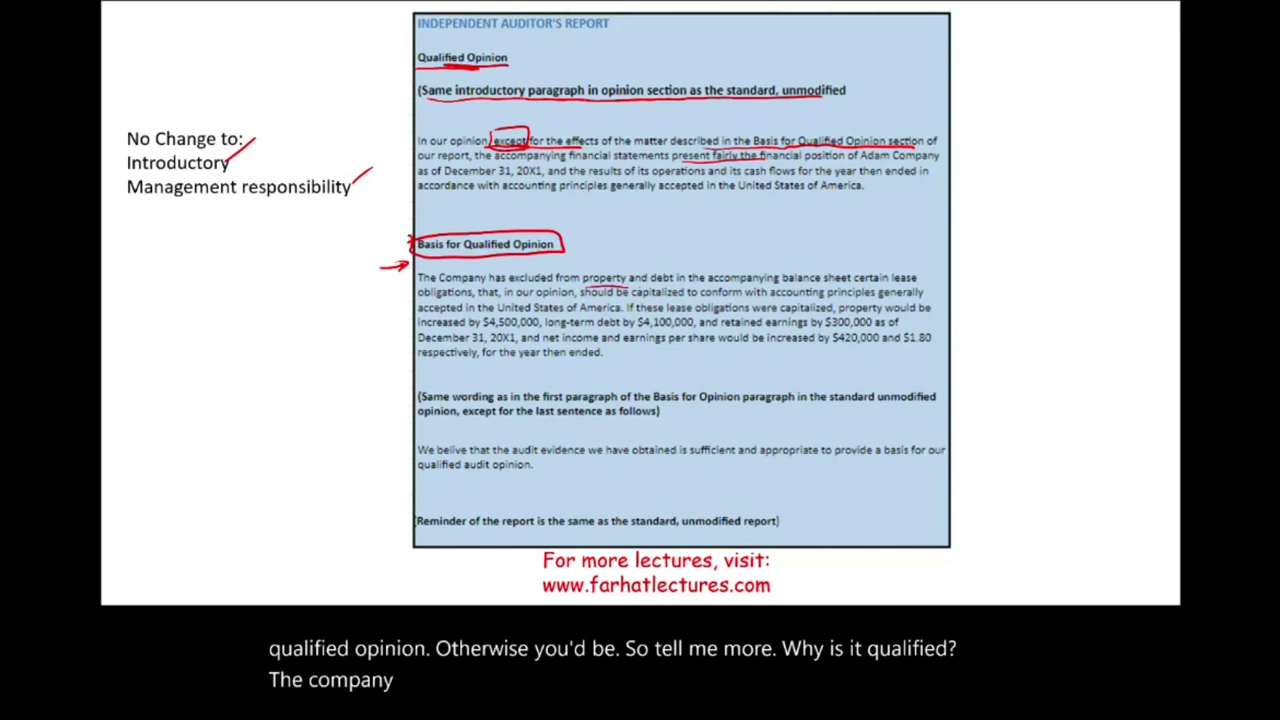 INDEPENDENT AUDITOR'S REPORT
Qualified Opinion
(Same introductory paragraph in opinion section as the standard, unmodified
No Change to:
Introductory
Management responsibility
In our opinion except for the effects of the matter described in the Basis for Qualified Opinion section of
our report, the accompanying financial statements present fairly the financial position of Adam Company
as of December 31, 20X1, and the results of its operations and its cash flows for the year then ended in
accordance with accounting principles generally accepted in the United States of America.
Basis for Qualified Opinion
The Company has excluded from property and debt in the accompanying balance sheet certain lease
obligations, that, in our opinion, should be capitalized to conform with accounting principles generally
accepted in the United States of America. If these lease obligations were capitalized, property would be
increased by $4,500,000, long-term debt by $4,100,000, and retained earnings by $300,000 as of
December 31, 20X1, and net income and earnings per share would be increased by $420,000 and $1.80
respectively, for the year then ended.
(Same wording as in the first paragraph of the Basis for Opinion paragraph in the standard unmodified
opinion, except for the last sentence as follows)
We belive that the audit evidence we have obtained is sufficient and appropriate to provide a basis for our
qualified audit opinion.
(Reminder of the report is the same as the standard, unmodified report)
For more lectures, visit:
www.farhatlectures.com
qualified opinion. Otherwise you'd be. So tell me more. Why is it qualified?
The company